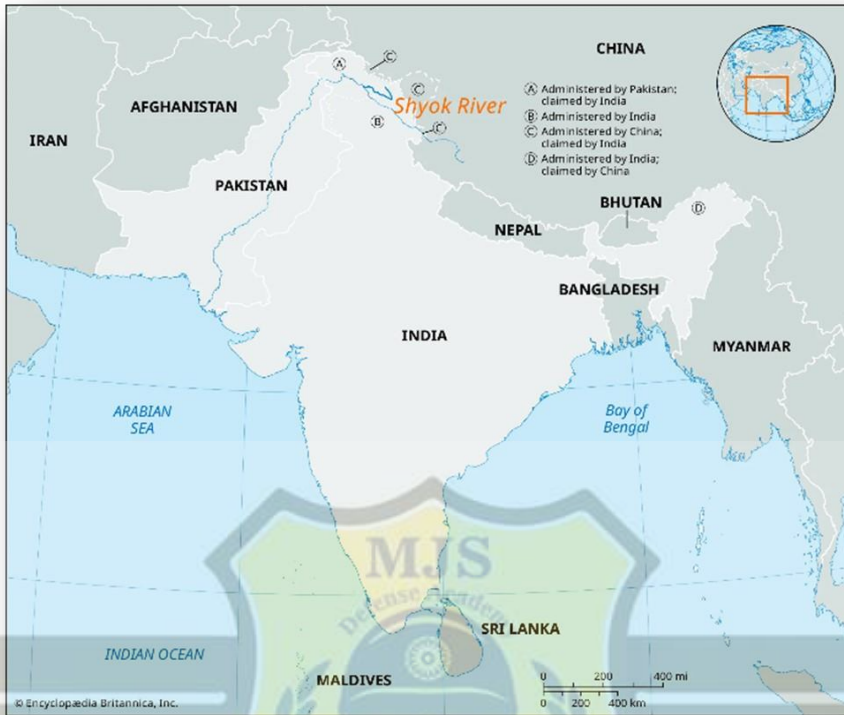 CHINA
Ⓒ
Ⓐ
Ⓒ
AFGHANISTAN
Shyok River
Ⓑ
Ⓒ
IRAN
PAKISTAN
Ⓐ Administered by Pakistan;
claimed by India
Ⓑ Administered by India
Ⓒ Administered by China;
claimed by India
Ⓓ Administered by India;
claimed by China
BHUTAN
Ⓓ
NEPAL
BANGLADESH
INDIA
MYANMAR
ARABIAN
SEA
Bay of
Bengal
MJS
Defense Academy
SRI LANKA
INDIAN OCEAN
MALDIVES
0 200 400 mi
0 200 400 km
© Encyclopædia Britannica, Inc.